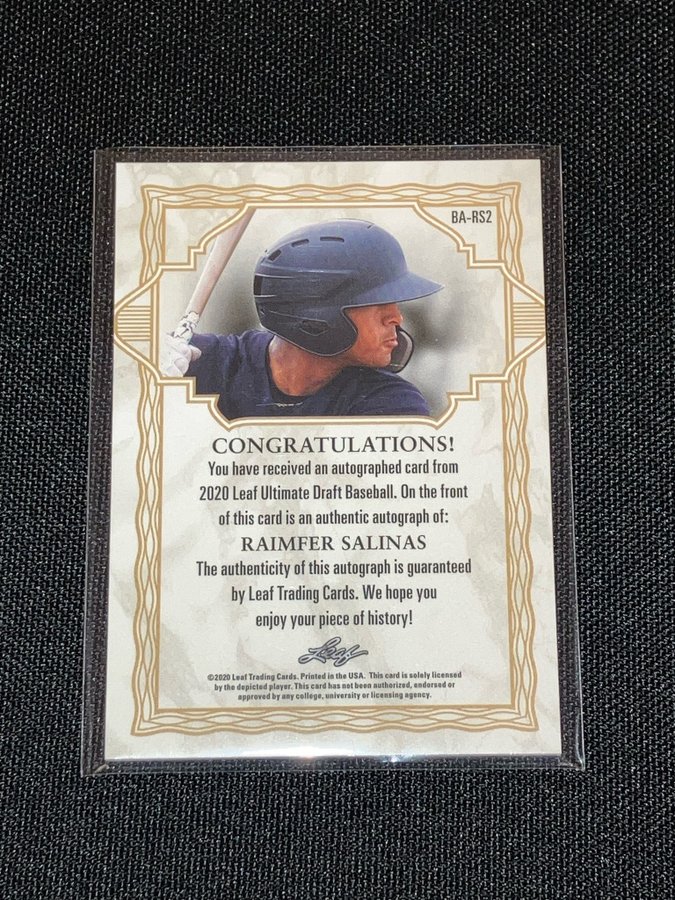 BA-RS2
CONGRATULATIONS!
You have received an autographed card from
2020 Leaf Ultimate Draft Baseball. On the front
of this card is an authentic autograph of:
RAIMFER SALINAS
The authenticity of this autograph is guaranteed
by Leaf Trading Cards. We hope you
enjoy your piece of history!
Leaf
©2020 Leaf Trading Cards. Printed in the USA. This card is solely licensed
by the depicted player. This card has not been authorized, endorsed or
approved by any college, university or licensing agency.